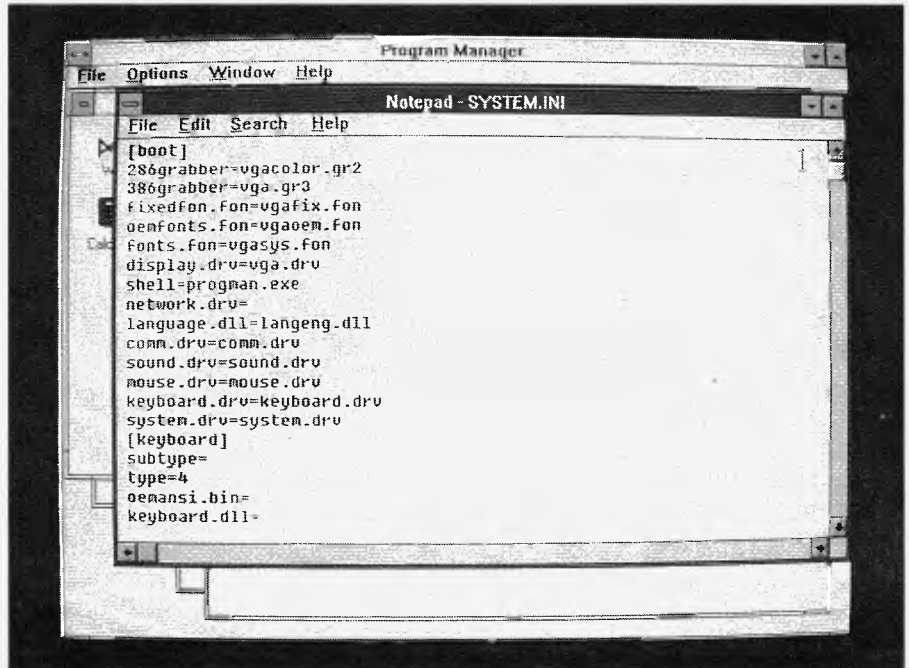 Program Manager
File Options Window Help
Notepad - SYSTEM.INI
File Edit Search Help
[boot]
286grabber=vgacolor.gr2
386grabber=vga.gr3
fixedfon.fon=vgafix.fon
oemfonts.fon=vgaoem.fon
fonts.fon=vgasys.fon
display.drv=vga.drv
shell=progman.exe
network.drv=
language.dll=langeng.dll
comm.drv=comm.drv
sound.drv=sound.drv
mouse.drv=mouse.drv
keyboard.drv=keyboard.drv
system.drv=system.drv
[keyboard]
subtype=
type=4
oemansi.bin=
keyboard.dll=